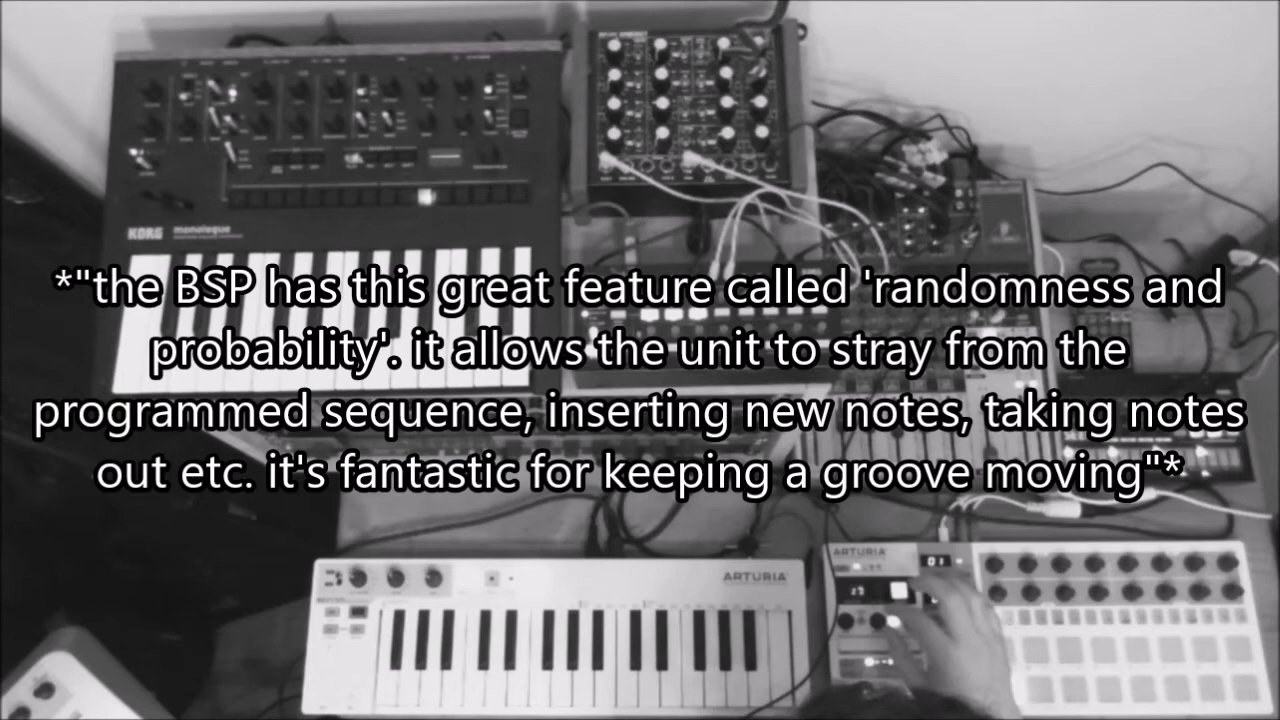 KORG monologue
*"the BSP has this great feature called 'randomness and
probability'. it allows the unit to stray from the
programmed sequence, inserting new notes, taking notes
out etc. it's fantastic for keeping a groove moving"*
ARTURIA
ARTURIA
01